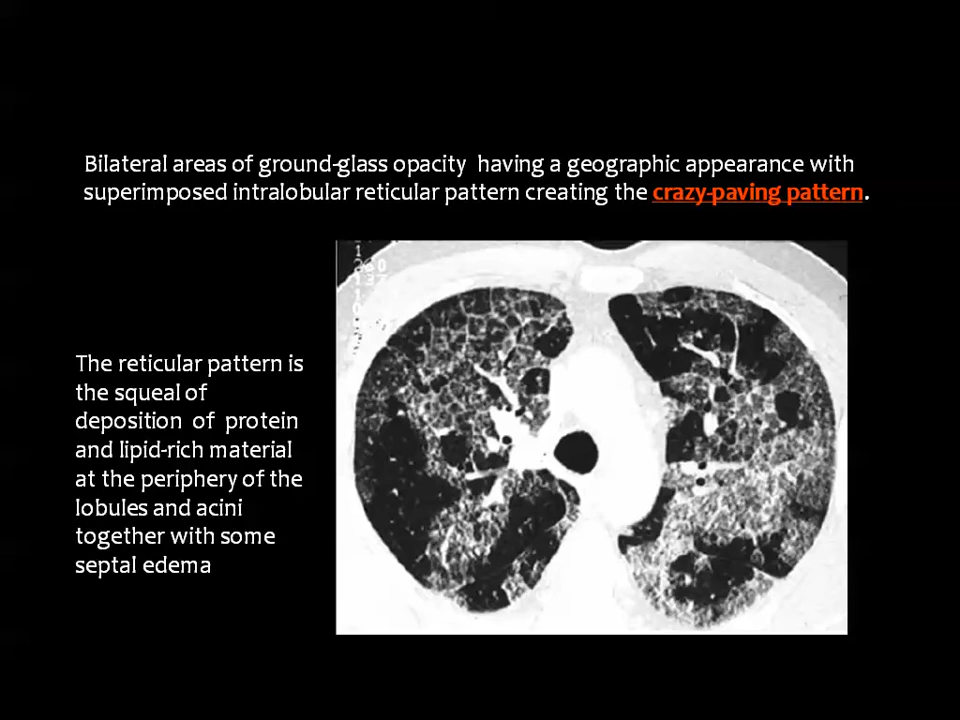 Bilateral areas of ground-glass opacity having a geographic appearance with
superimposed intralobular reticular pattern creating the crazy-paving pattern.
The reticular pattern is
the squeal of
deposition of protein
and lipid-rich material
at the periphery of the
lobules and acini
together with some
septal edema